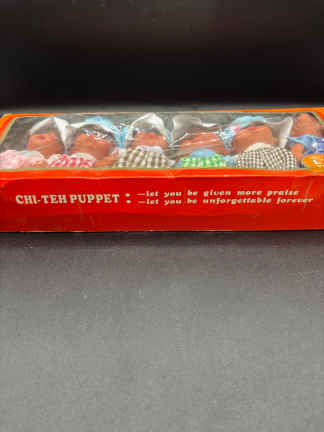 CHI-TEH PUPPET : —let you be given more praise
: —let you be unforgettable forever